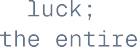 luck;
the entire